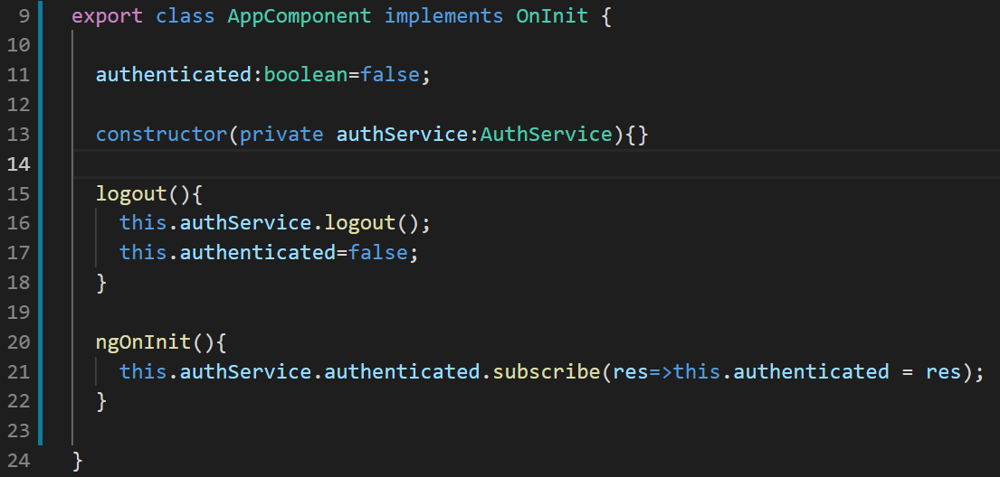 9 export class AppComponent implements OnInit {
10
11 authenticated:boolean=false;
12
13 constructor(private authService:AuthService){}
14
15 logout(){
16 this.authService.logout();
17 this.authenticated=false;
18 }
19
20 ngOnInit(){
21 this.authService.authenticated.subscribe(res=>this.authenticated = res);
22 }
23
24 }